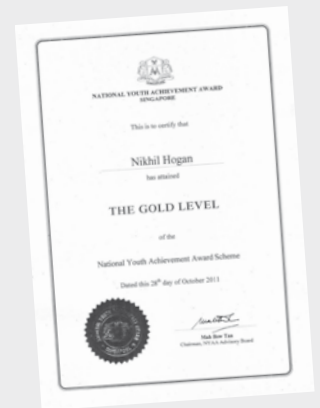 NATIONAL YOUTH ACHIEVEMENT AWARD
SINGAPORE
This is to certify that
Nikhil Hogan
has attained
THE GOLD LEVEL
of the
National Youth Achievement Award Scheme
Dated this 28th day of October 2013
Mah Bow Tan
Chairman, NYAA Advisory Board